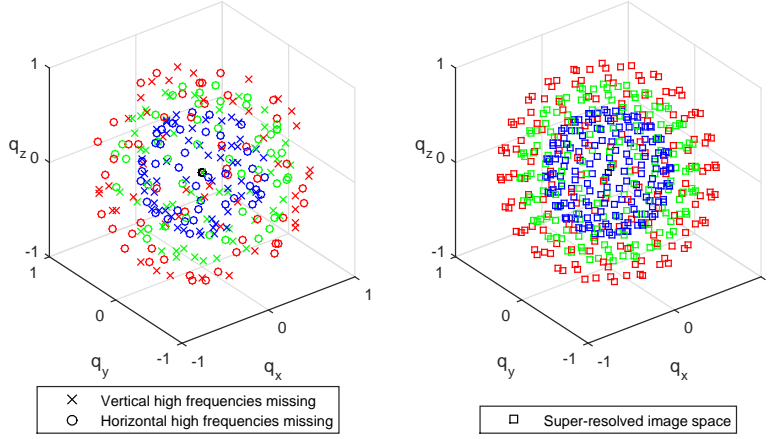 1
q_z
0
-1
1
0
-1
q_y
-1
0
1
q_x
Vertical high frequencies missing
Horizontal high frequencies missing
1
q_z
0
-1
1
0
-1
q_y
-1
0
q_x
Super-resolved image space